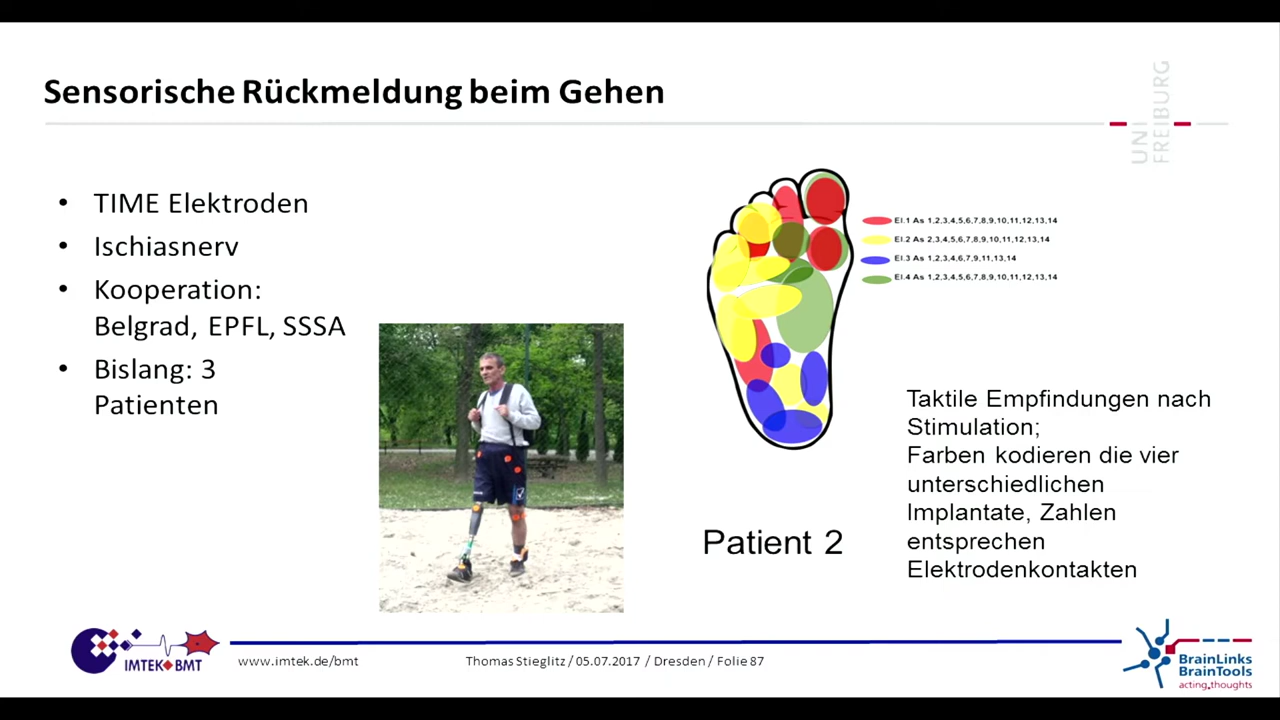 Sensorische Rückmeldung beim Gehen
UNI
FREIBURG
• TIME Elektroden
• Ischiasnerv
• Kooperation:
Belgrad, EPFL, SSSA
• Bislang: 3
Patienten
El.1 As 1,2,3,4,5,6,7,8,9,10,11,12,13,14
El.2 As 2,3,4,5,6,7,8,9,10,11,12,13,14
El.3 As 1,2,3,4,6,7,9,11,13,14
El.4 As 1,2,3,4,5,6,7,8,9,10,11,12,13,14
Taktile Empfindungen nach
Stimulation;
Farben kodieren die vier
unterschiedlichen
Implantate, Zahlen
entsprechen
Elektrodenkontakten
Patient 2
IMTEK BMT
www.imtek.de/bmt
Thomas Stieglitz / 05.07.2017 / Dresden / Folie 87
BrainLinks
BrainTools
acting.thoughts